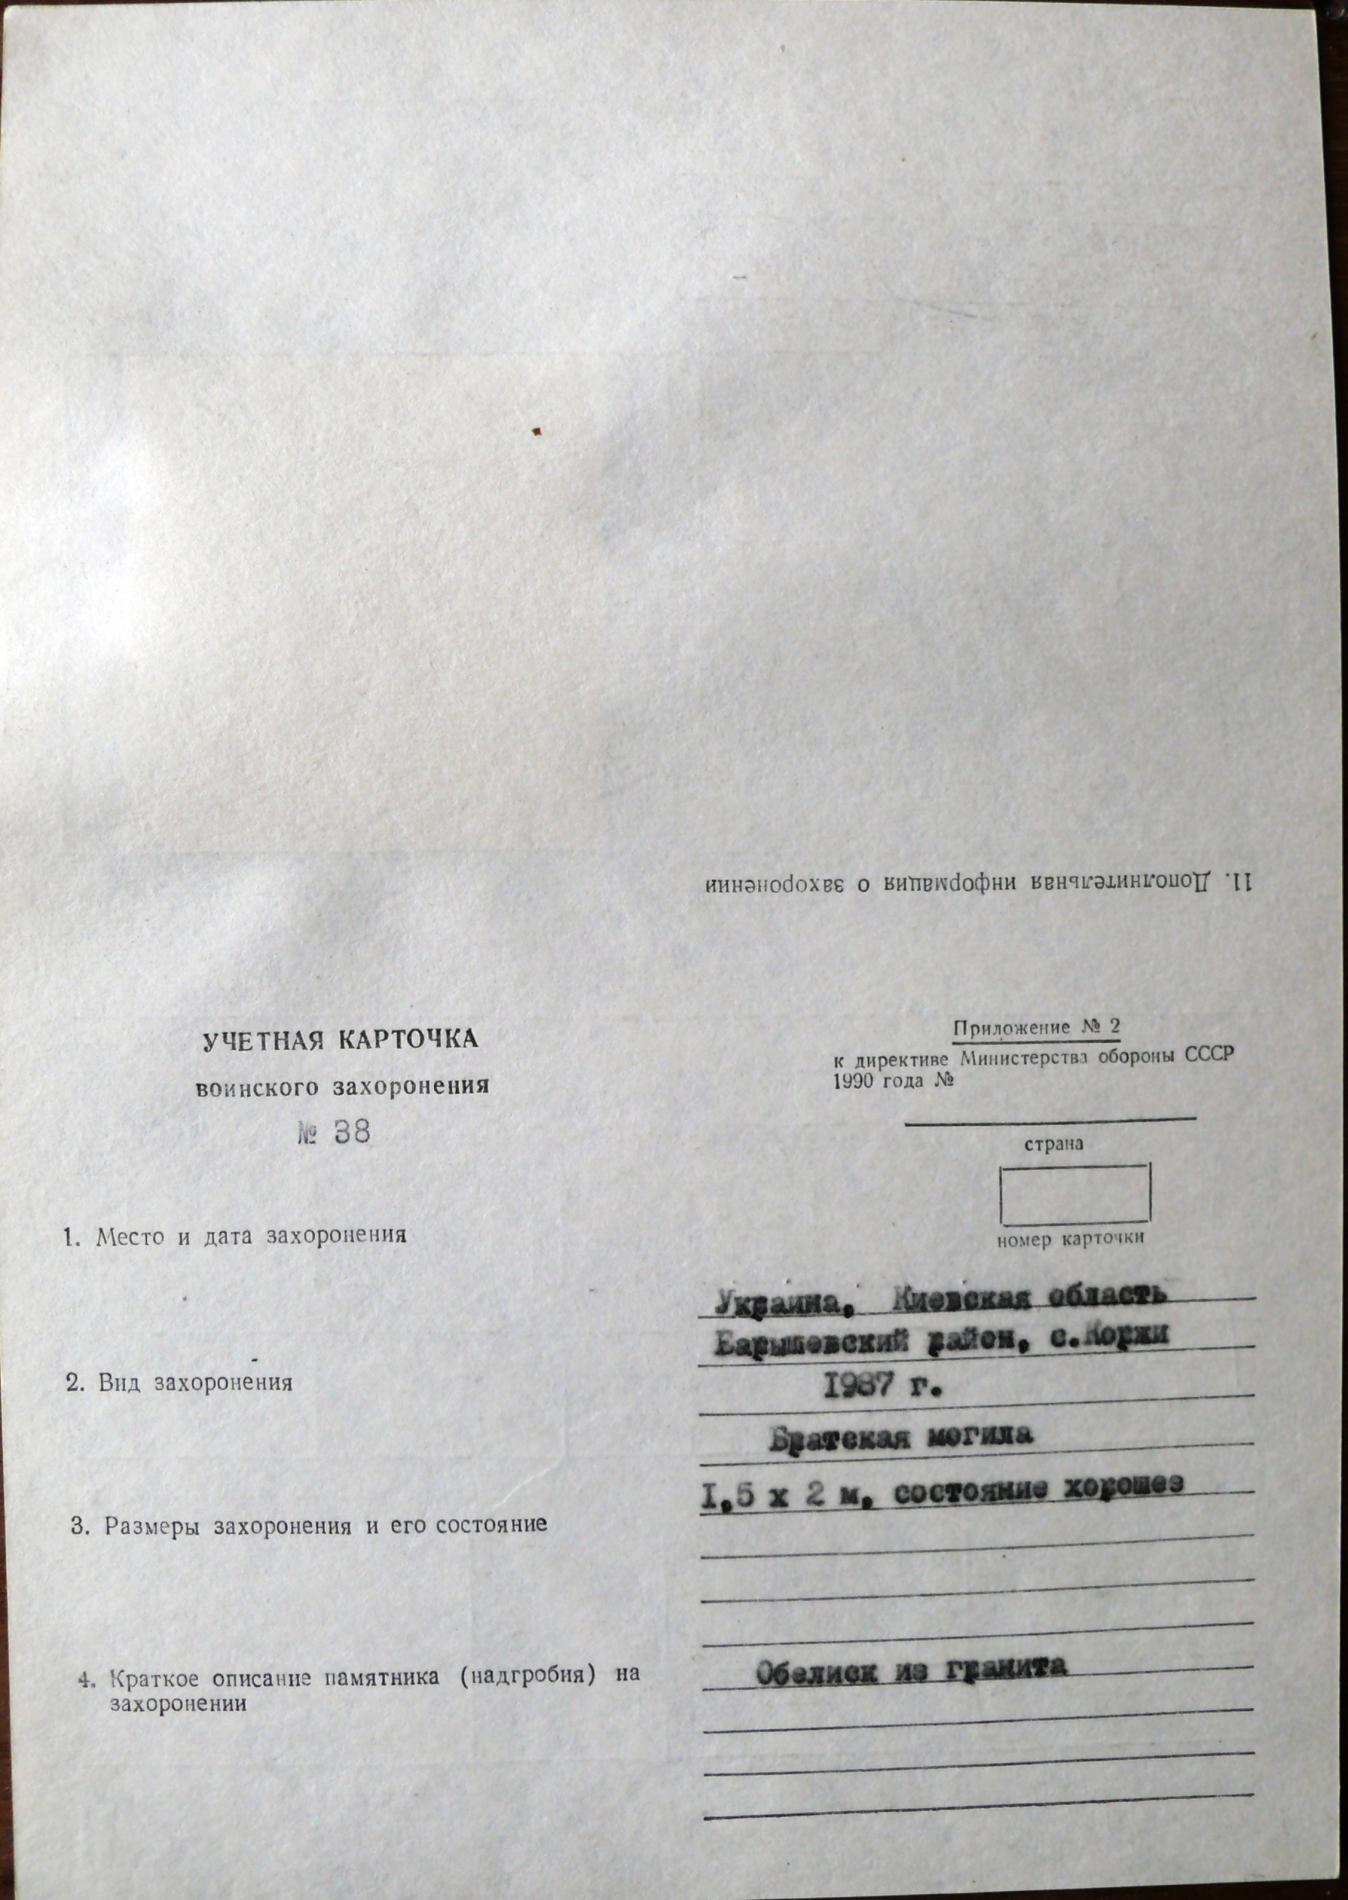 11. Дополнительная информация о захоронении
Приложение № 2
к директиве Министерства обороны СССР
1990 года №
страна
номер карточки
УЧЕТНАЯ КАРТОЧКА
воинского захоронения
№ 38
1. Место и дата захоронения
Украина, Киевская область
Барышевский район, с.Коржи
1987 г.
2. Вид захоронения
Братская могила
3. Размеры захоронения и его состояние
1,5 х 2 м, состояние хорошее
4. Краткое описание памятника (надгробия) на
захоронении
Обелиск из гранита